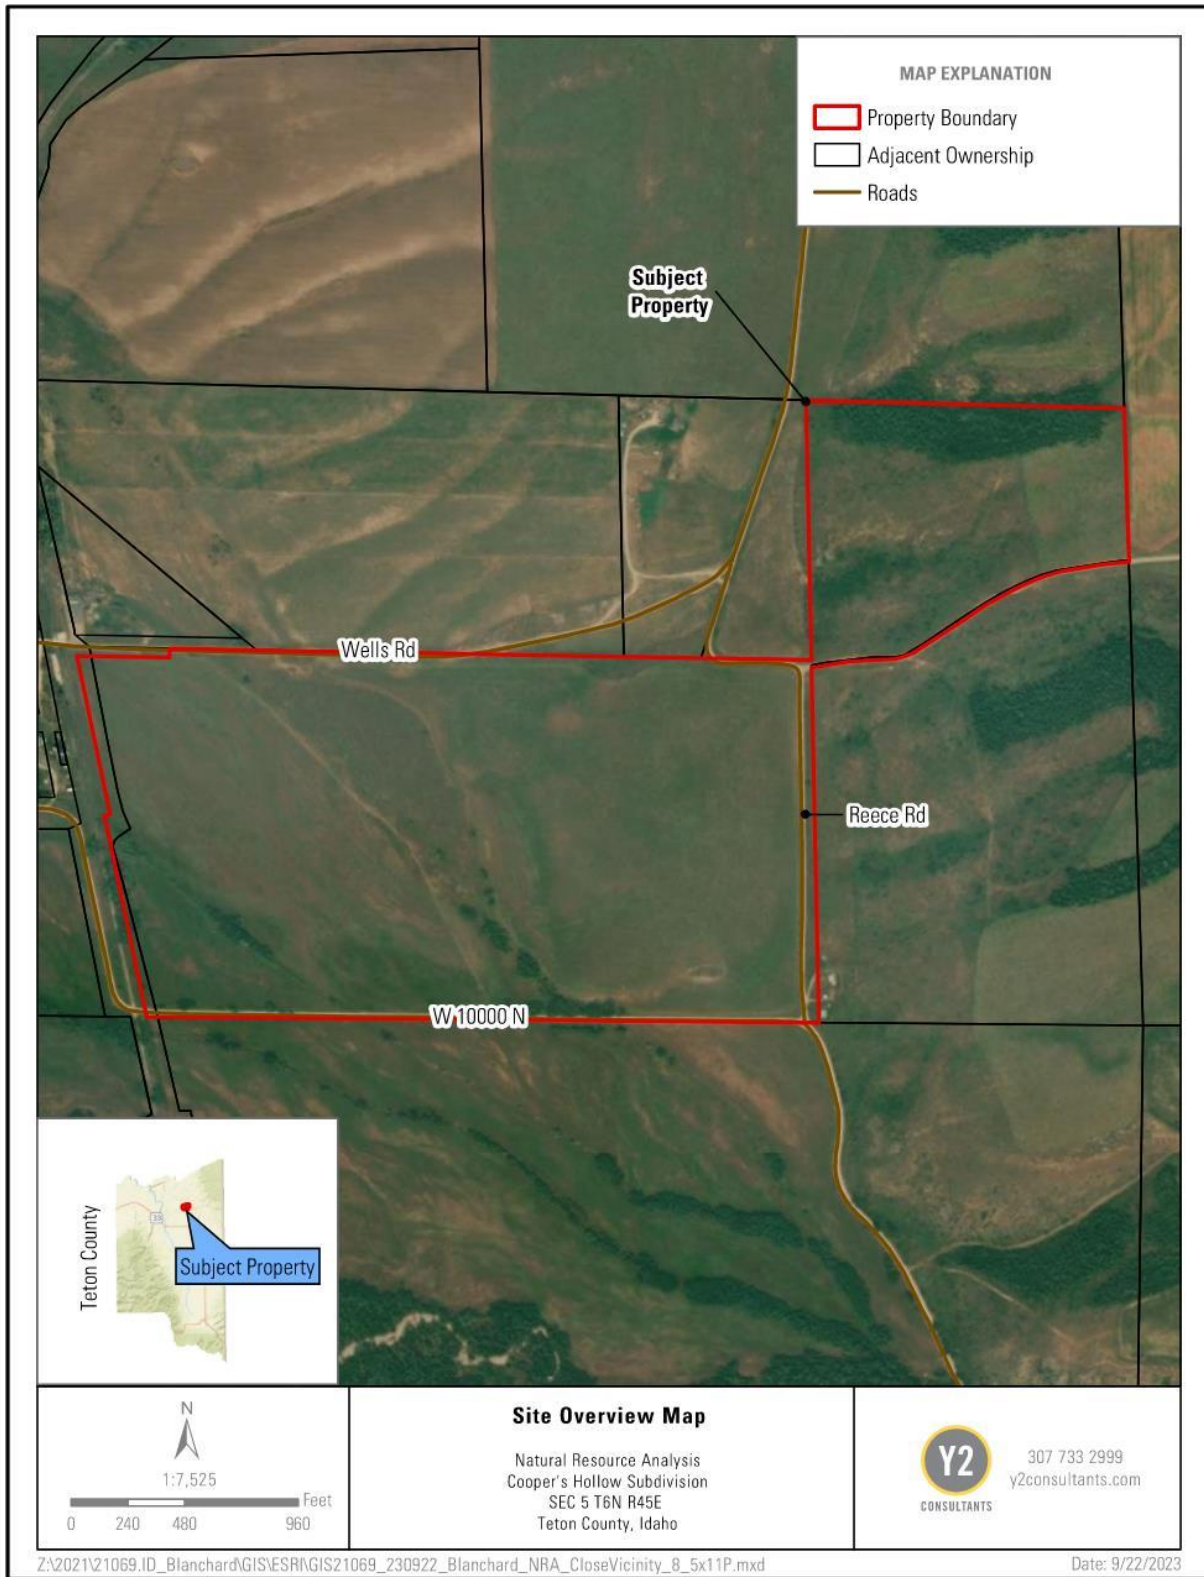 MAP EXPLANATION
Property Boundary
Adjacent Ownership
Roads
Subject
Property
Wells Rd
Reece Rd
W 10000 N
Teton County
33
Subject Property
N
1:7,525
Feet
0 240 480 960
Site Overview Map
Natural Resource Analysis
Cooper's Hollow Subdivision
SEC 5 T6N R45E
Teton County, Idaho
Y2
CONSULTANTS
307 733 2999
y2consultants.com
Z:\2021\21069.ID_Blanchard\GIS\ESRI\GIS21069_230922_Blanchard_NRA_CloseVicinity_8_5x11P.mxd
Date: 9/22/2023